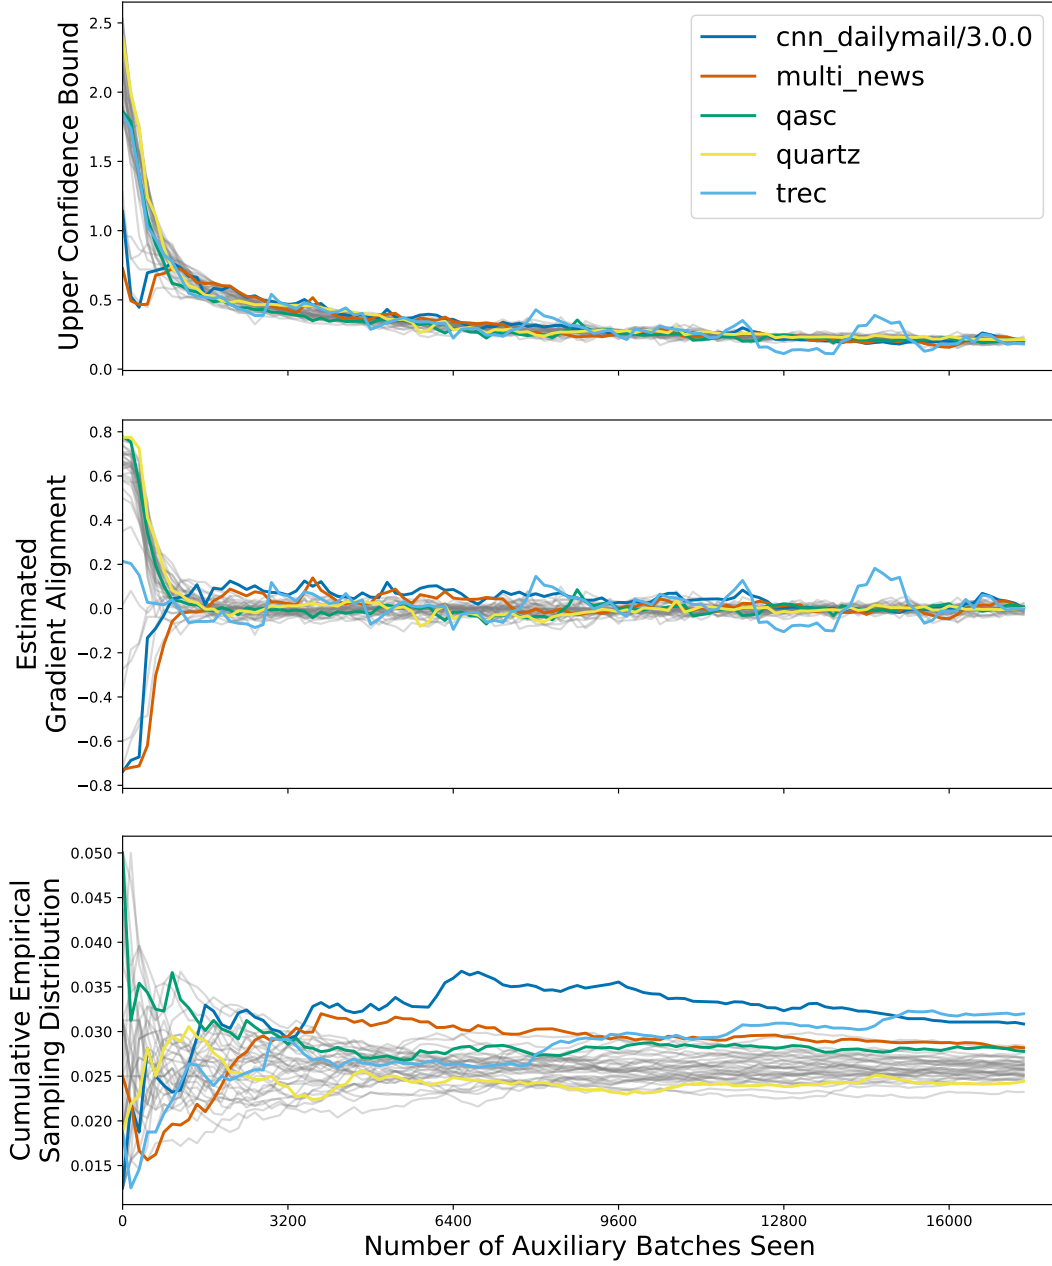 Upper Confidence Bound
2.5
2.0
1.5
1.0
0.5
0.0
cnn_dailymail/3.0.0
multi_news
qasc
quartz
trec
Estimated
Gradient Alignment
0.8
0.6
0.4
0.2
0.0
−0.2
−0.4
−0.6
−0.8
Cumulative Empirical
Sampling Distribution
0.050
0.045
0.040
0.035
0.030
0.025
0.020
0.015
0 3200 6400 9600 12800 16000
Number of Auxiliary Batches Seen